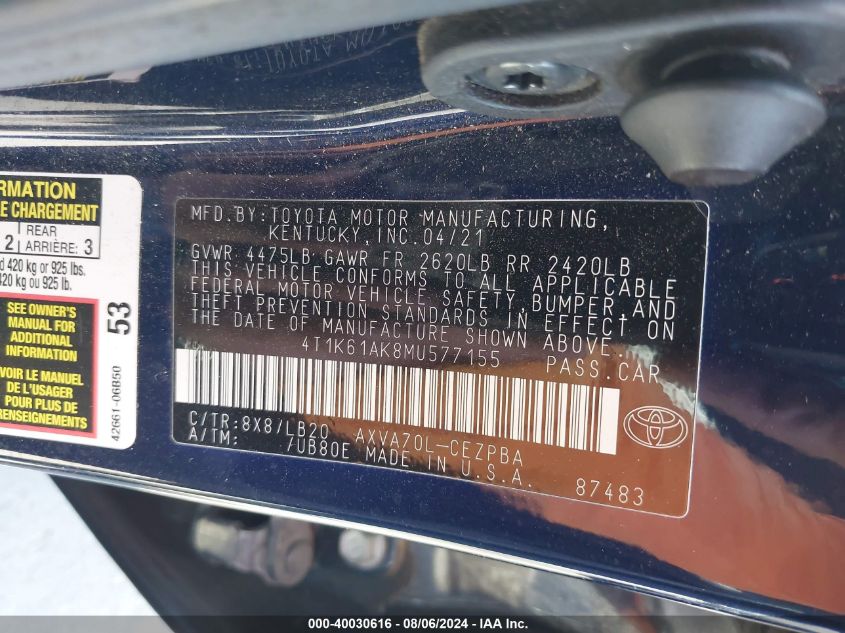 RMATION
E CHARGEMENT
2
REAR
ARRIÈRE: 3
d 420 kg or 925 lbs.
420 kg ou 925 lb.
SEE OWNER'S
MANUAL FOR
ADDITIONAL
INFORMATION
VOIR LE MANUEL
DE L'USAGER
POUR PLUS DE
RENSEIGNEMENTS
53
42661-06B50
MFD.BY:TOYOTA MOTOR MANUFACTURING,
KENTUCKY,INC.04/21
GVWR 4475LB GAWR FR 2620LB RR 2420LB
THIS VEHICLE CONFORMS TO ALL APPLICABLE
FEDERAL MOTOR VEHICLE SAFETY,BUMPER,AND
THEFT PREVENTION STANDARDS IN EFFECT ON
THE DATE OF MANUFACTURE SHOWN ABOVE.
4T1K61AK8MU577155 PASS.CAR
C/TR:8X8/LB20 AXVA70L-CEZPBA
A/TM: /UB80E MADE IN U.S.A.
87483
000-40030616 - 08/06/2024 - IAA Inc.